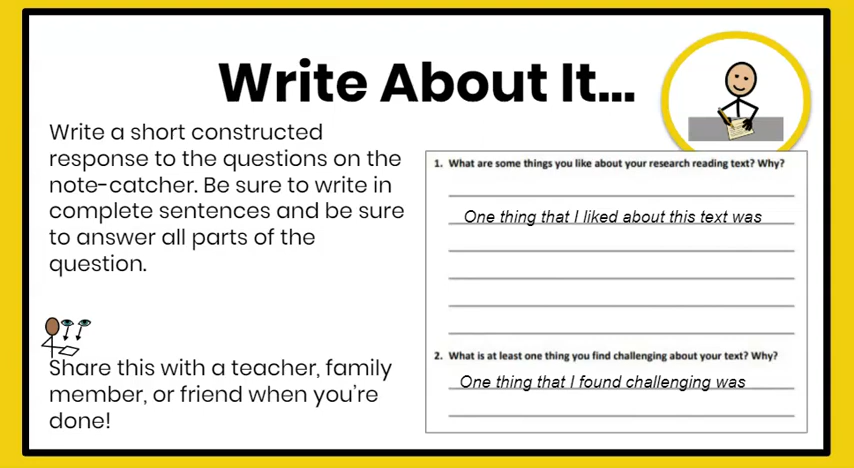 Write About It...
Write a short constructed
response to the questions on the
note-catcher. Be sure to write in
complete sentences and be sure
to answer all parts of the
question.
Share this with a teacher, family
member, or friend when you're
done!
1. What are some things you like about your research reading text? Why?
One thing that I liked about this text was
2. What is at least one thing you find challenging about your text? Why?
One thing that I found challenging was